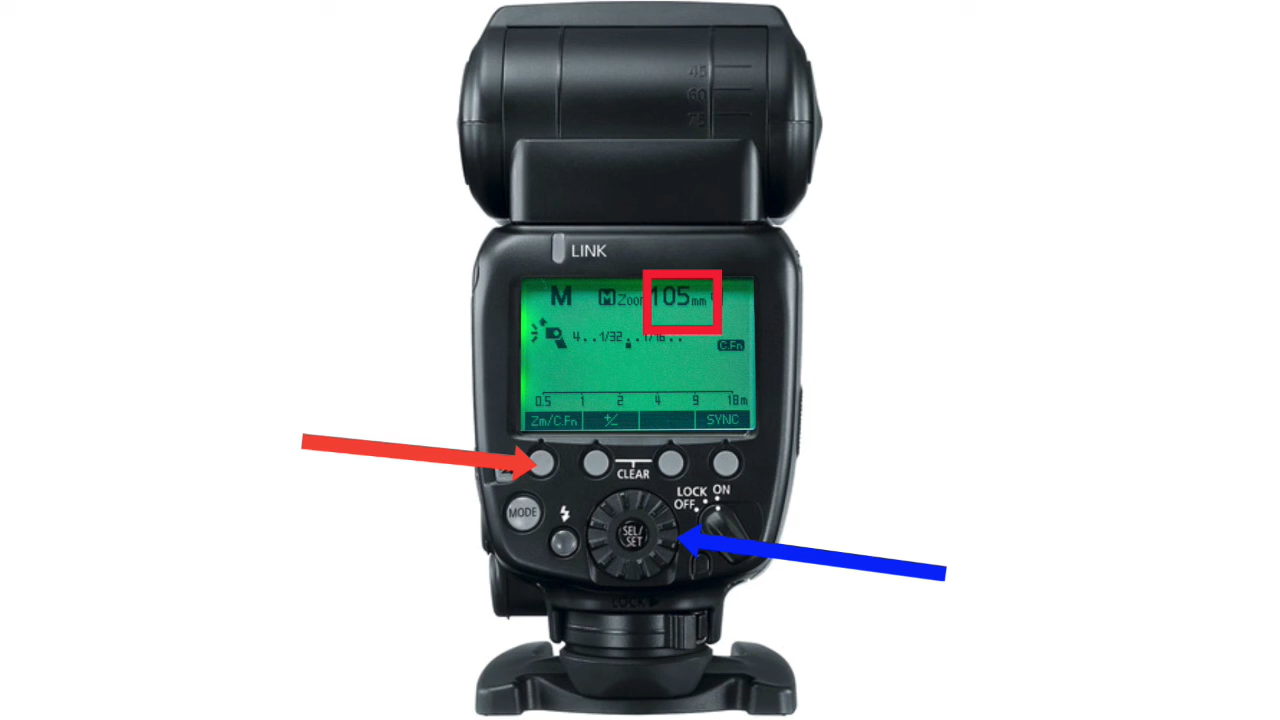 45
60
75
LINK
M M Zoom 105mm
4..1/32...1/16..
C.Fn
0.5 1 2 4 9 18m
Zm/C.Fn +/- SYNC
CLEAR
LOCK ON
OFF
MODE
SEL/
SET
LOCK